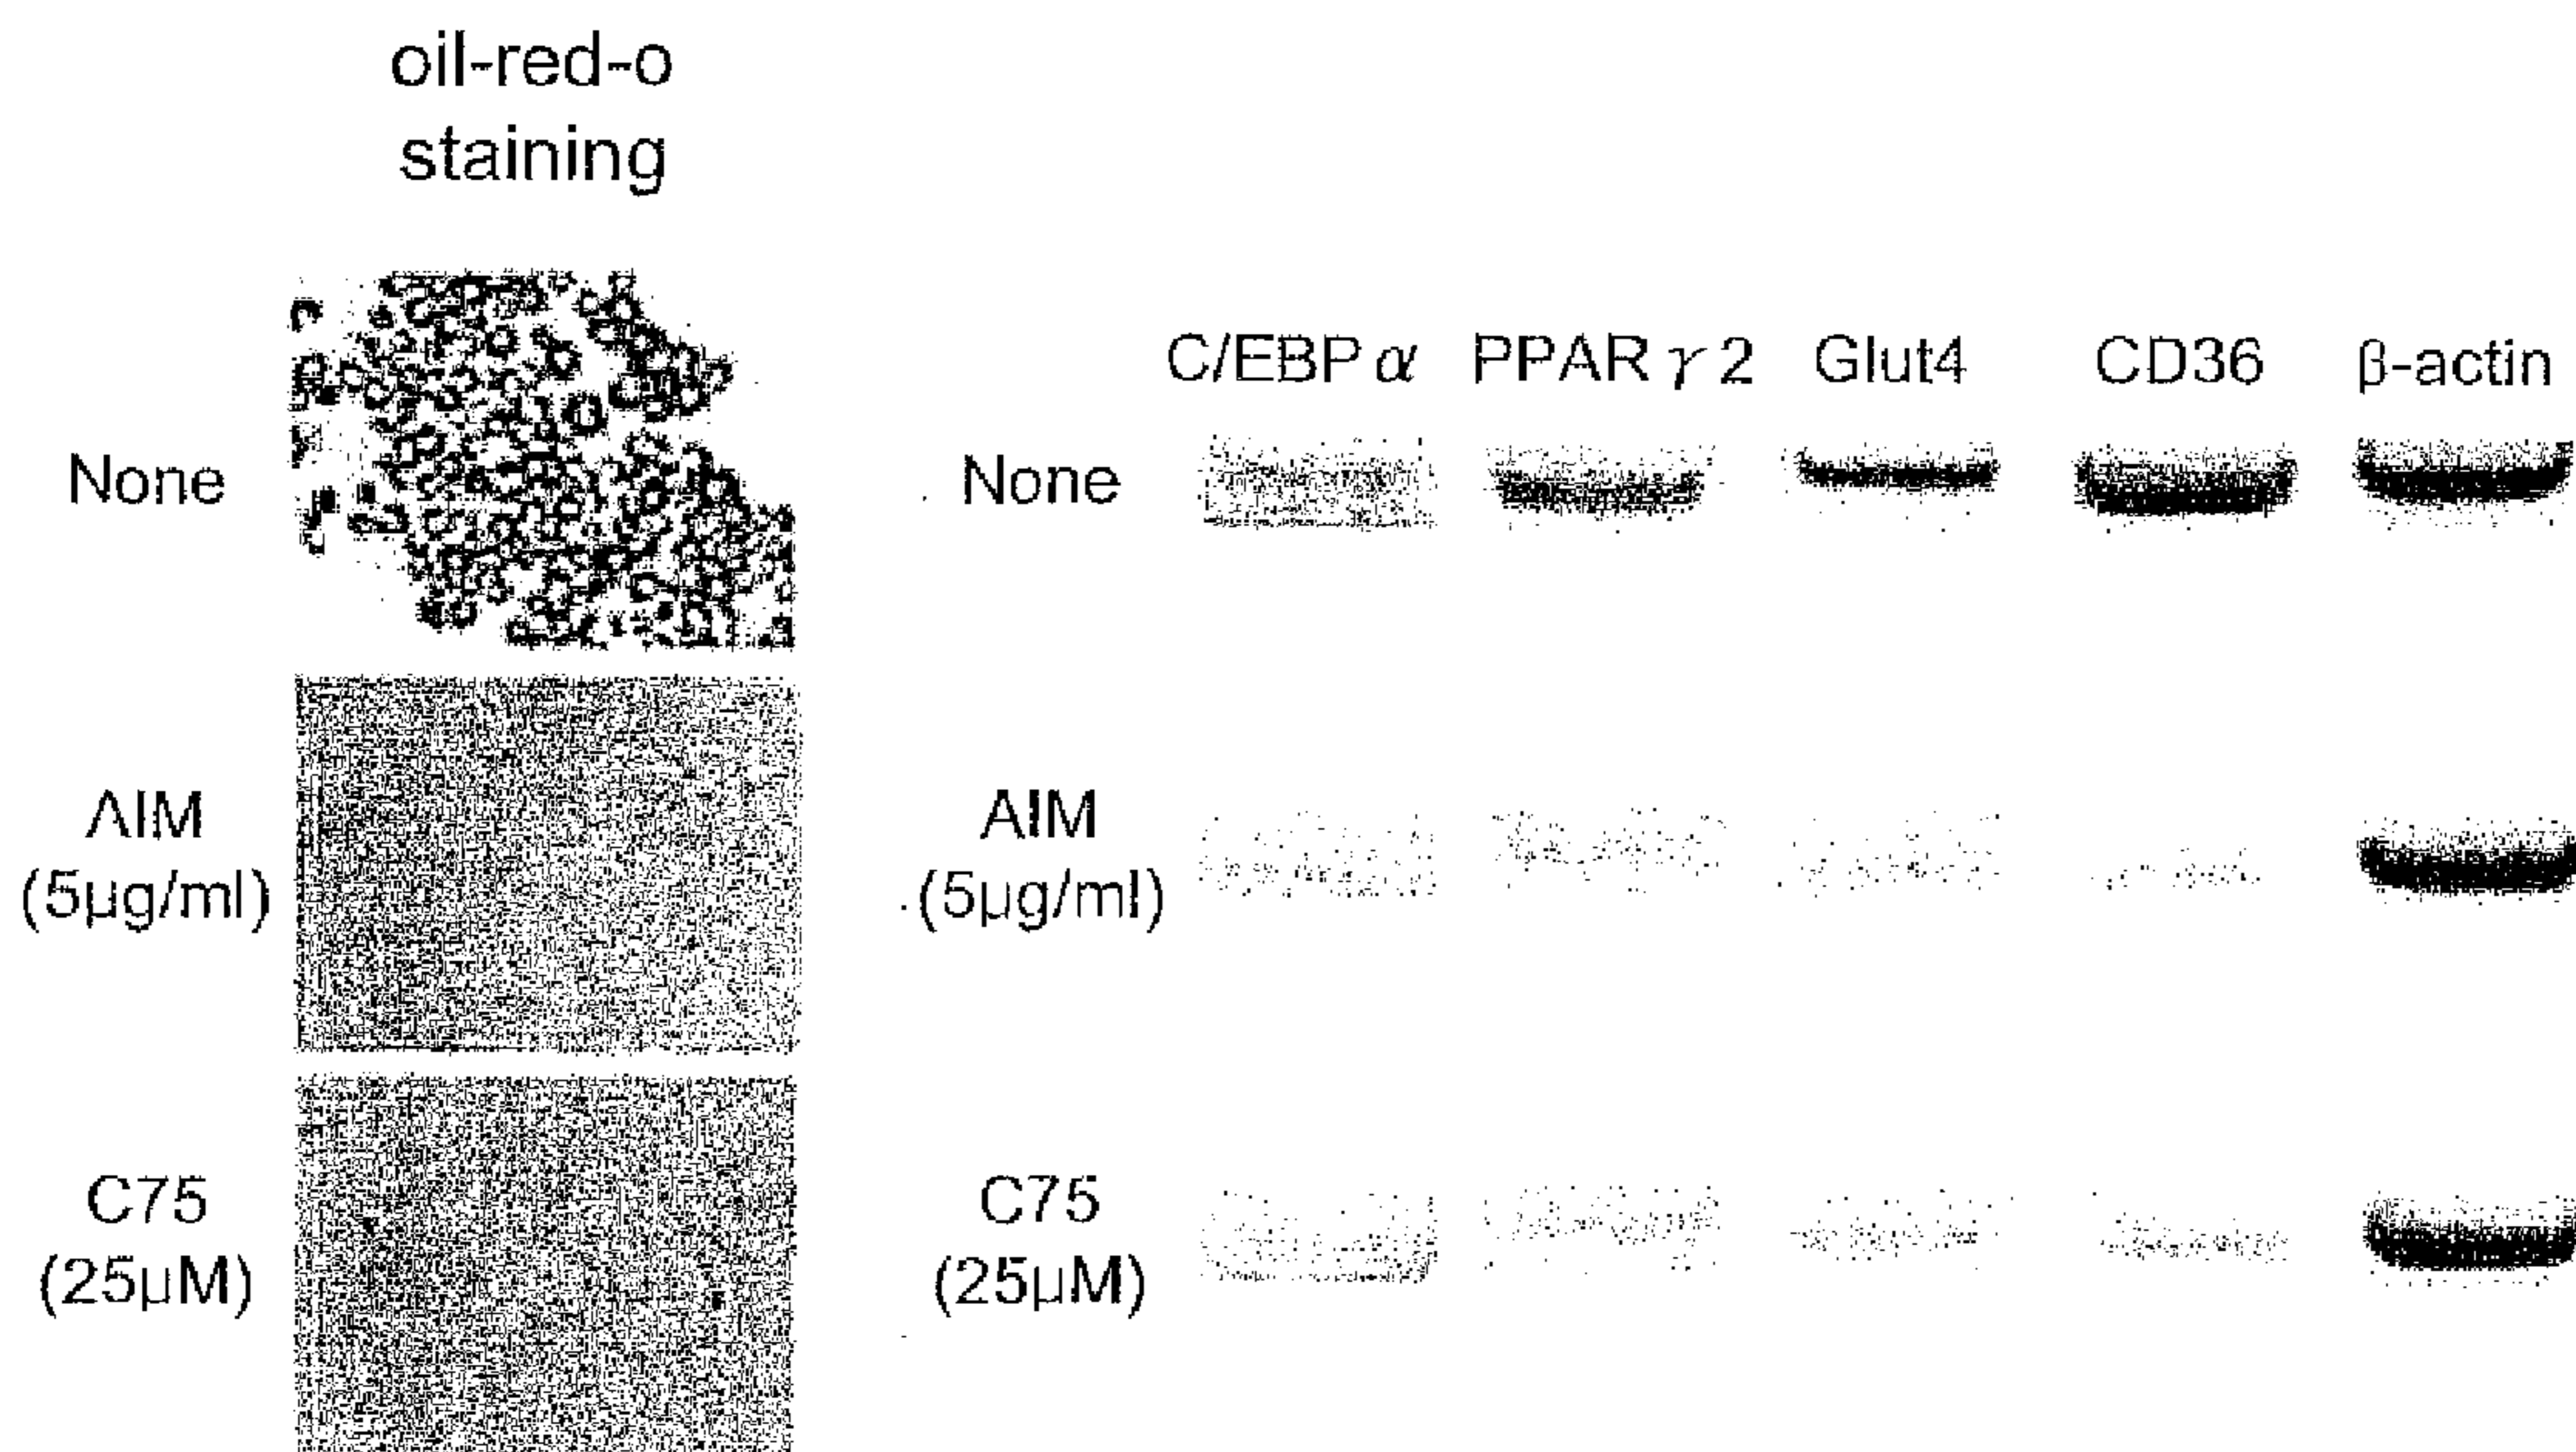 oil-red-o
staining
C/EBPα PPARγ2 Glut4 CD36 β-actin
None None
AIM AIM
(5µg/ml) (5µg/ml)
C75 C75
(25µM) (25µM)